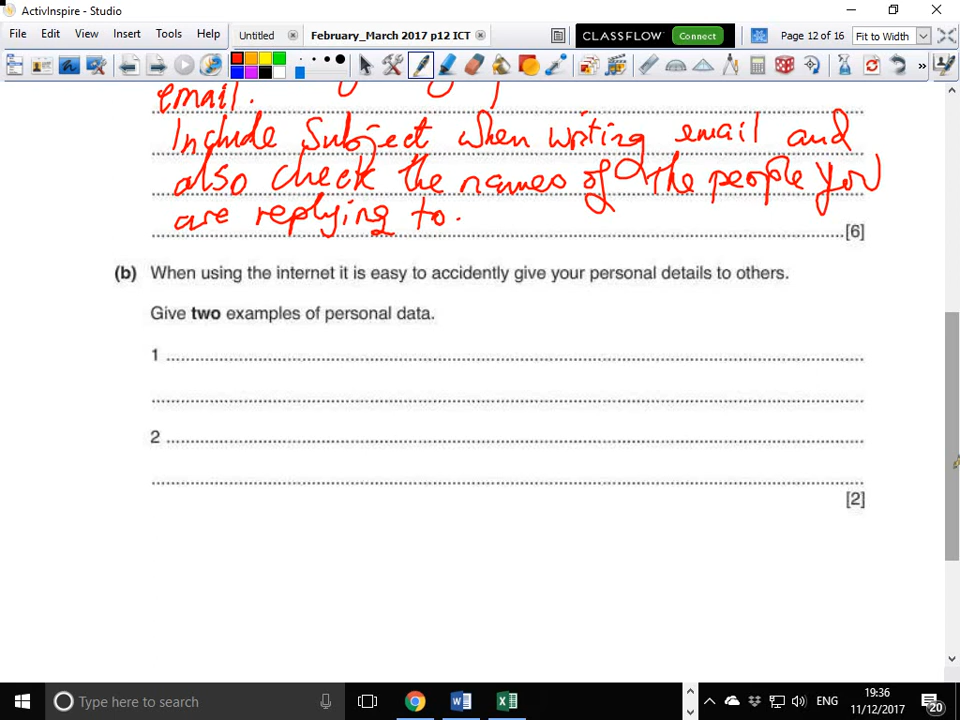 ActivInspire - Studio
File Edit View Insert Tools Help Untitled February_March 2017 p12 ICT CLASSFLOW Connect Page 12 of 16 Fit to Width
email.
Include Subject when writing email and
also check the names of the people you
are replying to.
[6]
(b) When using the internet it is easy to accidently give your personal details to others.
Give two examples of personal data.
1
2
[2]
Type here to search ENG 19:36
11/12/2017 20